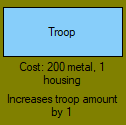 Troop
Cost: 200 metal, 1
housing
Increases troop amount
by 1